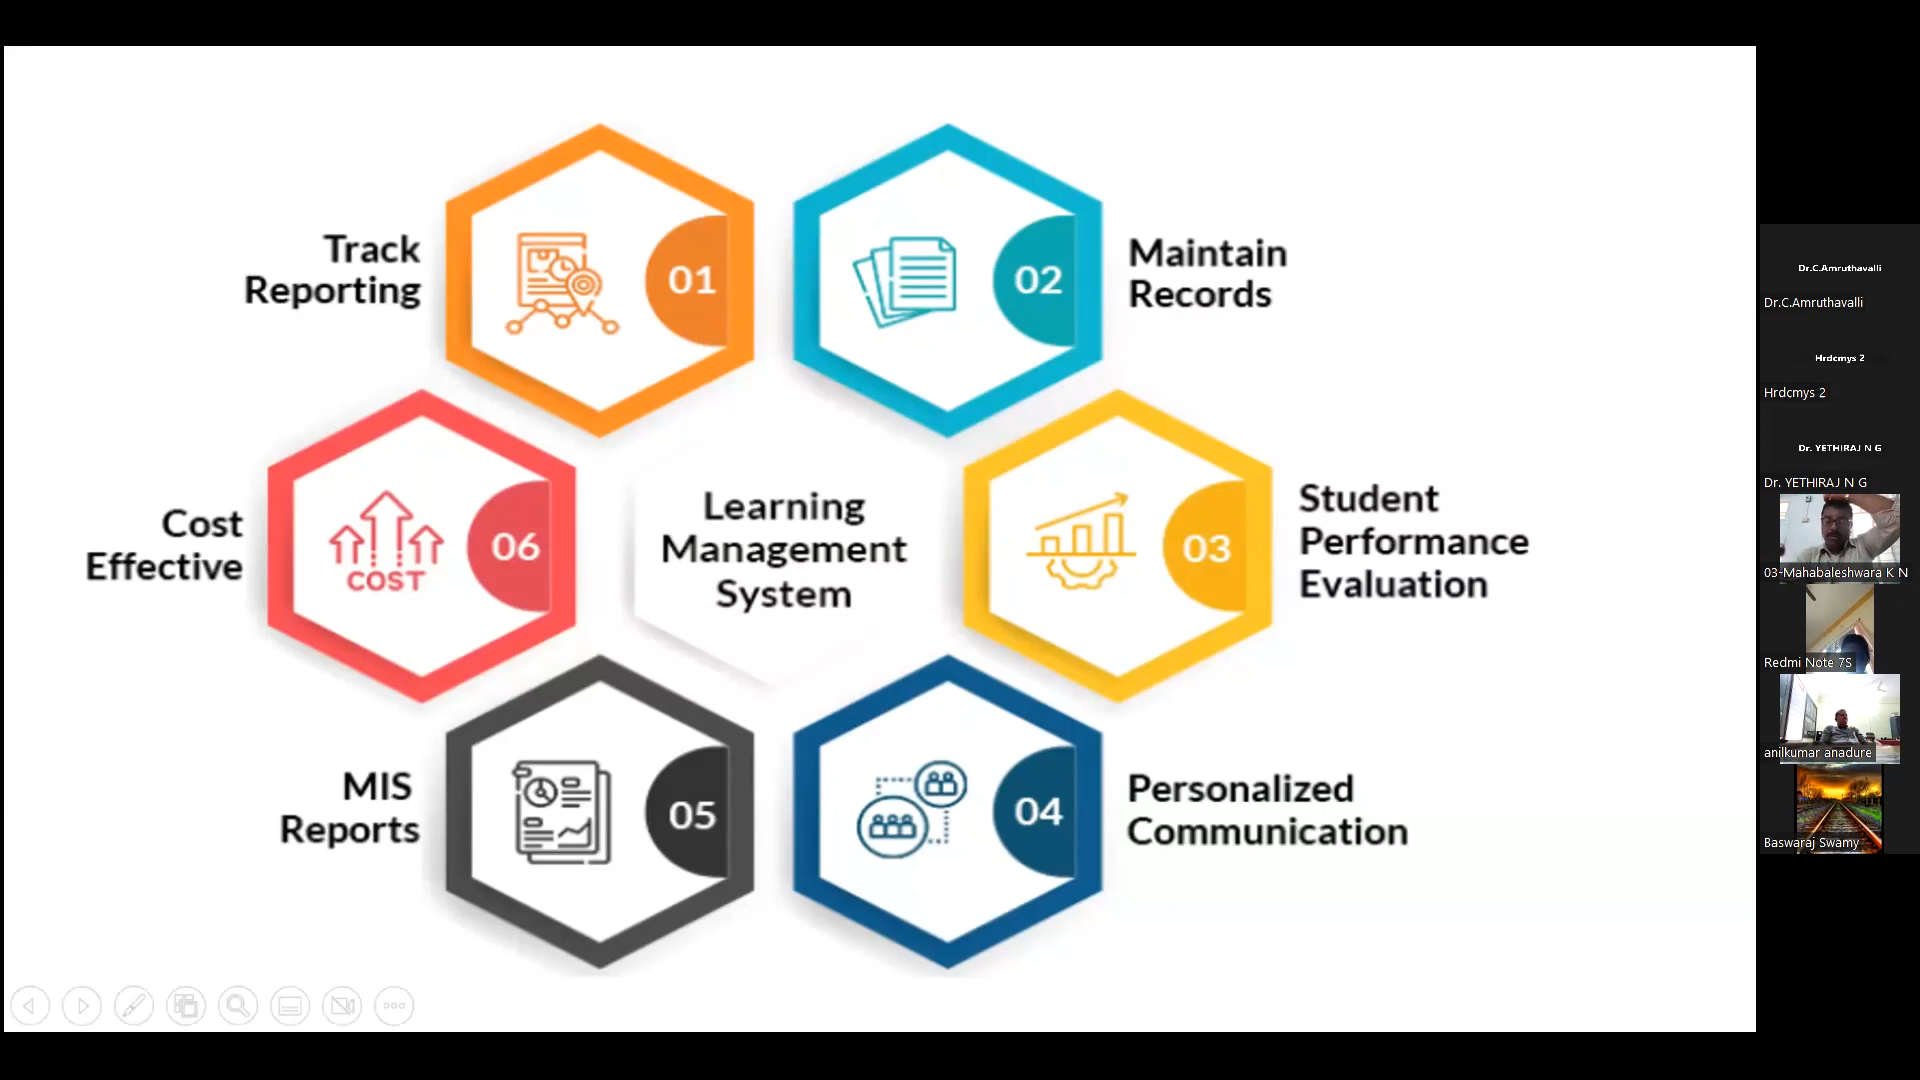 Track
Reporting
01
02
Maintain
Records
Cost
Effective
COST
06
Learning
Management
System
03
Student
Performance
Evaluation
MIS
Reports
05
04
Personalized
Communication
Dr.C.Amruthavalli
Dr.C.Amruthavalli
Hrdcmys 2
Hrdcmys 2
Dr. YETHIRAJ N G
Dr. YETHIRAJ N G
03-Mahabaleshwara K N
Redmi Note 7S
anilkumar anadure
Baswaraj Swamy